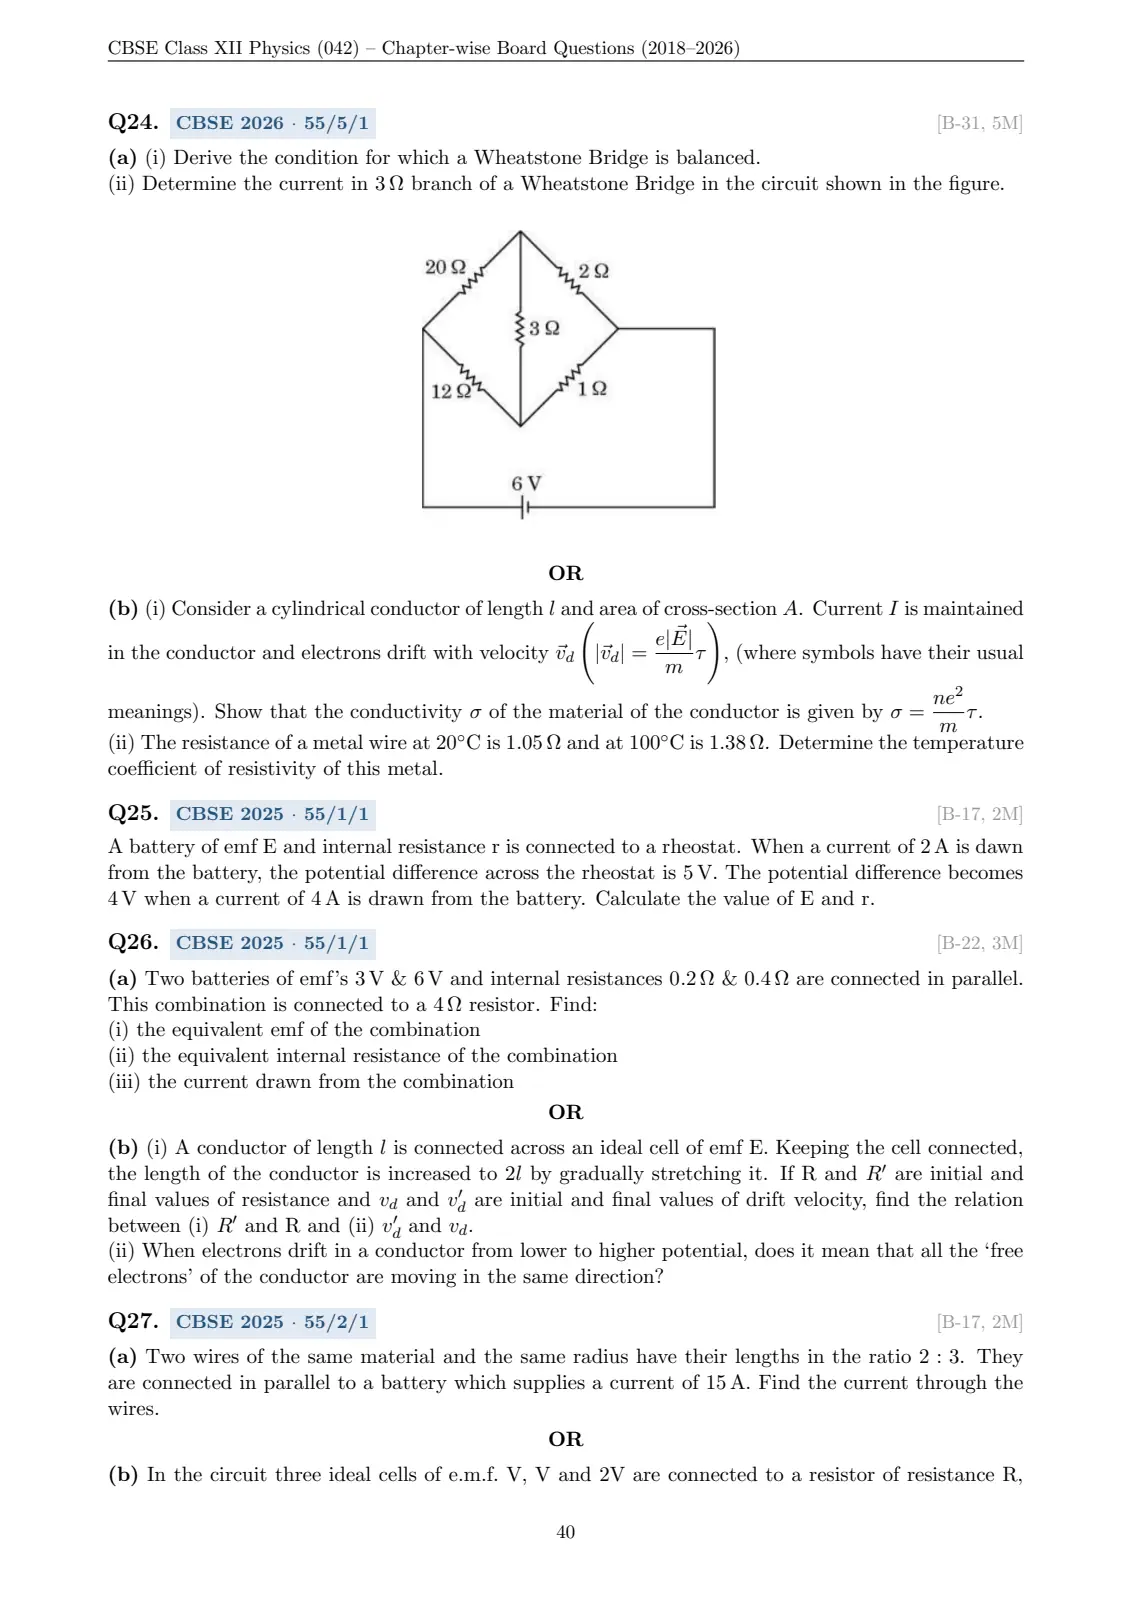 CBSE Class XII Physics (042) – Chapter-wise Board Questions (2018–2026)
Q24. CBSE 2026 · 55/5/1 [B-31, 5M]
(a) (i) Derive the condition for which a Wheatstone Bridge is balanced.
(ii) Determine the current in 3 Ω branch of a Wheatstone Bridge in the circuit shown in the figure.
20 Ω 2 Ω
3 Ω
12 Ω 1 Ω
6 V
OR
(b) (i) Consider a cylindrical conductor of length l and area of cross-section A. Current I is maintained
in the conductor and electrons drift with velocity v⃗d (|v⃗d| = e|E⃗|/m τ), (where symbols have their usual
meanings). Show that the conductivity σ of the material of the conductor is given by σ = ne²/m τ.
(ii) The resistance of a metal wire at 20°C is 1.05 Ω and at 100°C is 1.38 Ω. Determine the temperature
coefficient of resistivity of this metal.
Q25. CBSE 2025 · 55/1/1 [B-17, 2M]
A battery of emf E and internal resistance r is connected to a rheostat. When a current of 2 A is dawn
from the battery, the potential difference across the rheostat is 5 V. The potential difference becomes
4 V when a current of 4 A is drawn from the battery. Calculate the value of E and r.
Q26. CBSE 2025 · 55/1/1 [B-22, 3M]
(a) Two batteries of emf's 3 V & 6 V and internal resistances 0.2 Ω & 0.4 Ω are connected in parallel.
This combination is connected to a 4 Ω resistor. Find:
(i) the equivalent emf of the combination
(ii) the equivalent internal resistance of the combination
(iii) the current drawn from the combination
OR
(b) (i) A conductor of length l is connected across an ideal cell of emf E. Keeping the cell connected,
the length of the conductor is increased to 2l by gradually stretching it. If R and R′ are initial and
final values of resistance and vd and v′d are initial and final values of drift velocity, find the relation
between (i) R′ and R and (ii) v′d and vd.
(ii) When electrons drift in a conductor from lower to higher potential, does it mean that all the ‘free
electrons’ of the conductor are moving in the same direction?
Q27. CBSE 2025 · 55/2/1 [B-17, 2M]
(a) Two wires of the same material and the same radius have their lengths in the ratio 2 : 3. They
are connected in parallel to a battery which supplies a current of 15 A. Find the current through the
wires.
OR
(b) In the circuit three ideal cells of e.m.f. V, V and 2V are connected to a resistor of resistance R,
40